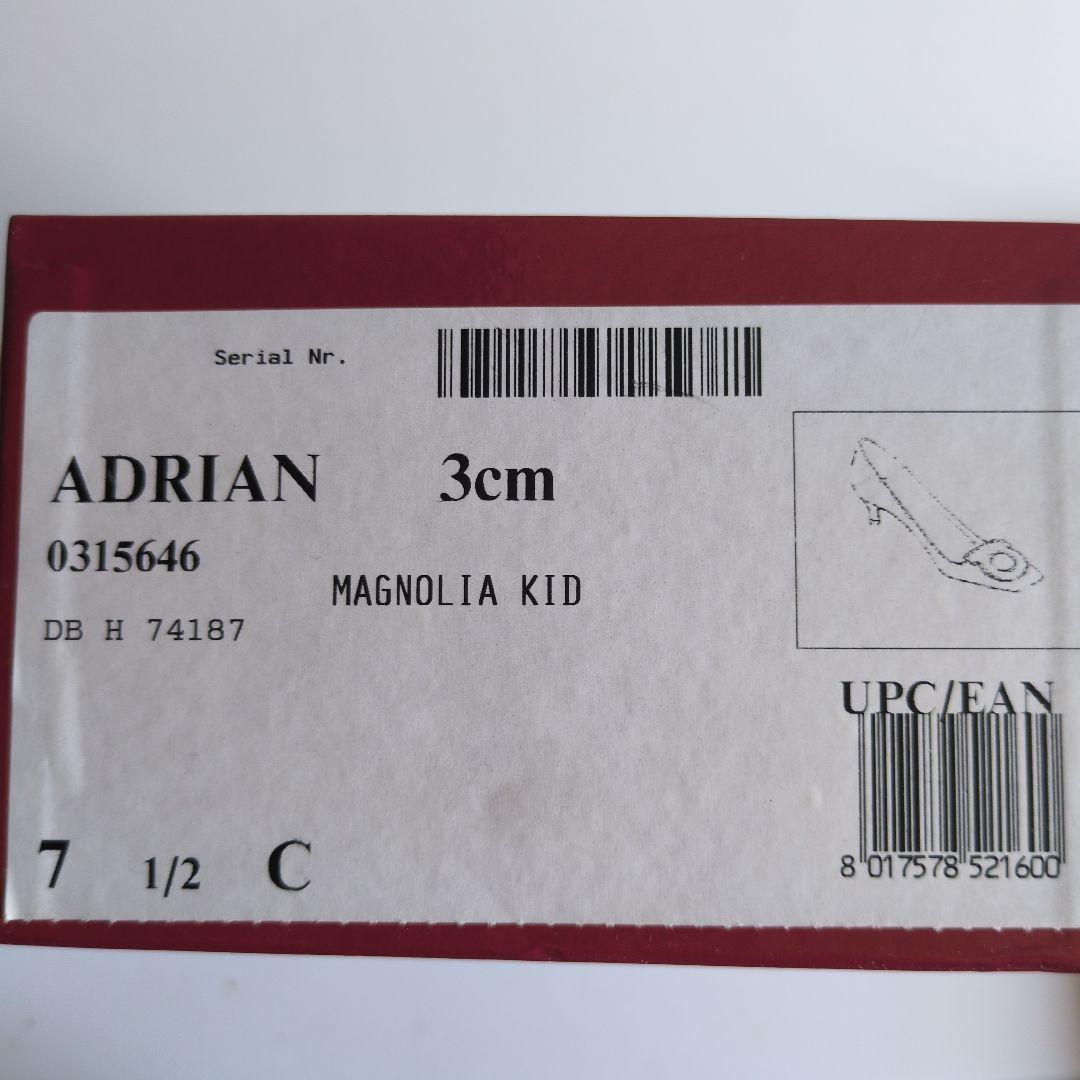 Serial Nr.
ADRIAN 3cm
0315646
MAGNOLIA KID
DB H 74187
UPC/EAN
8 017578 521600
7 1/2 C